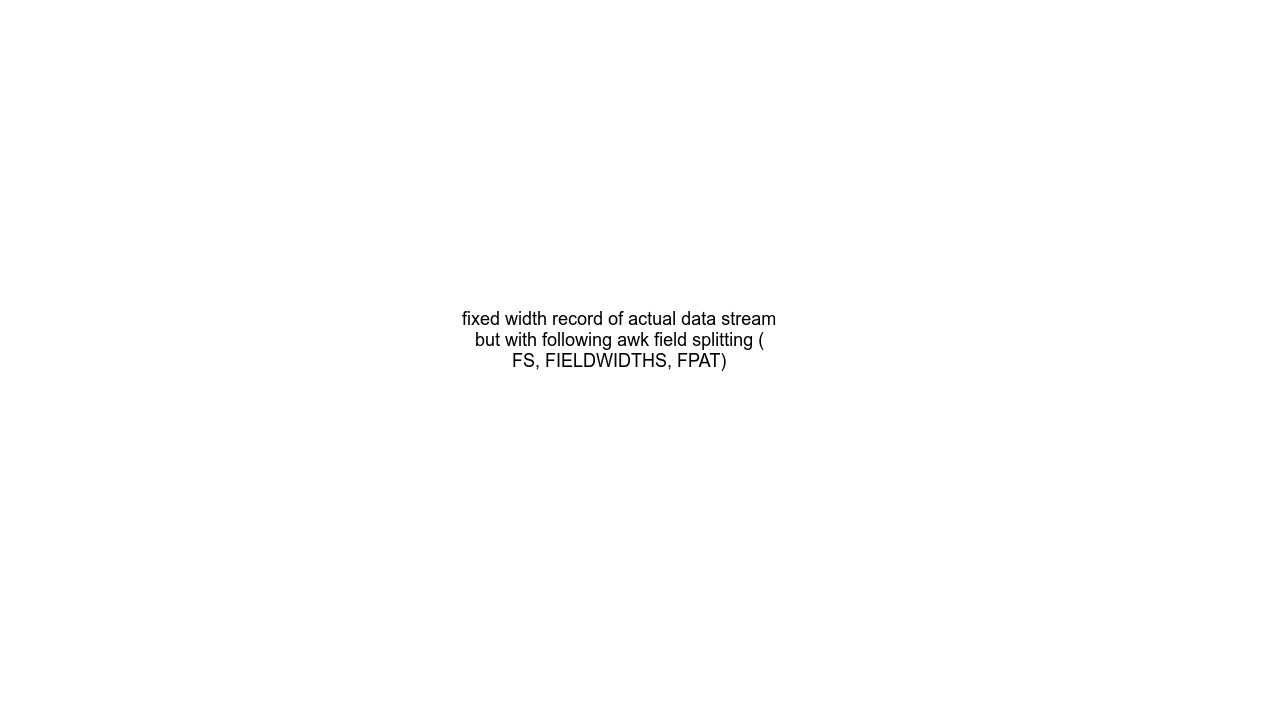 fixed width record of actual data stream
but with following awk field splitting (
FS, FIELDWIDTHS, FPAT)